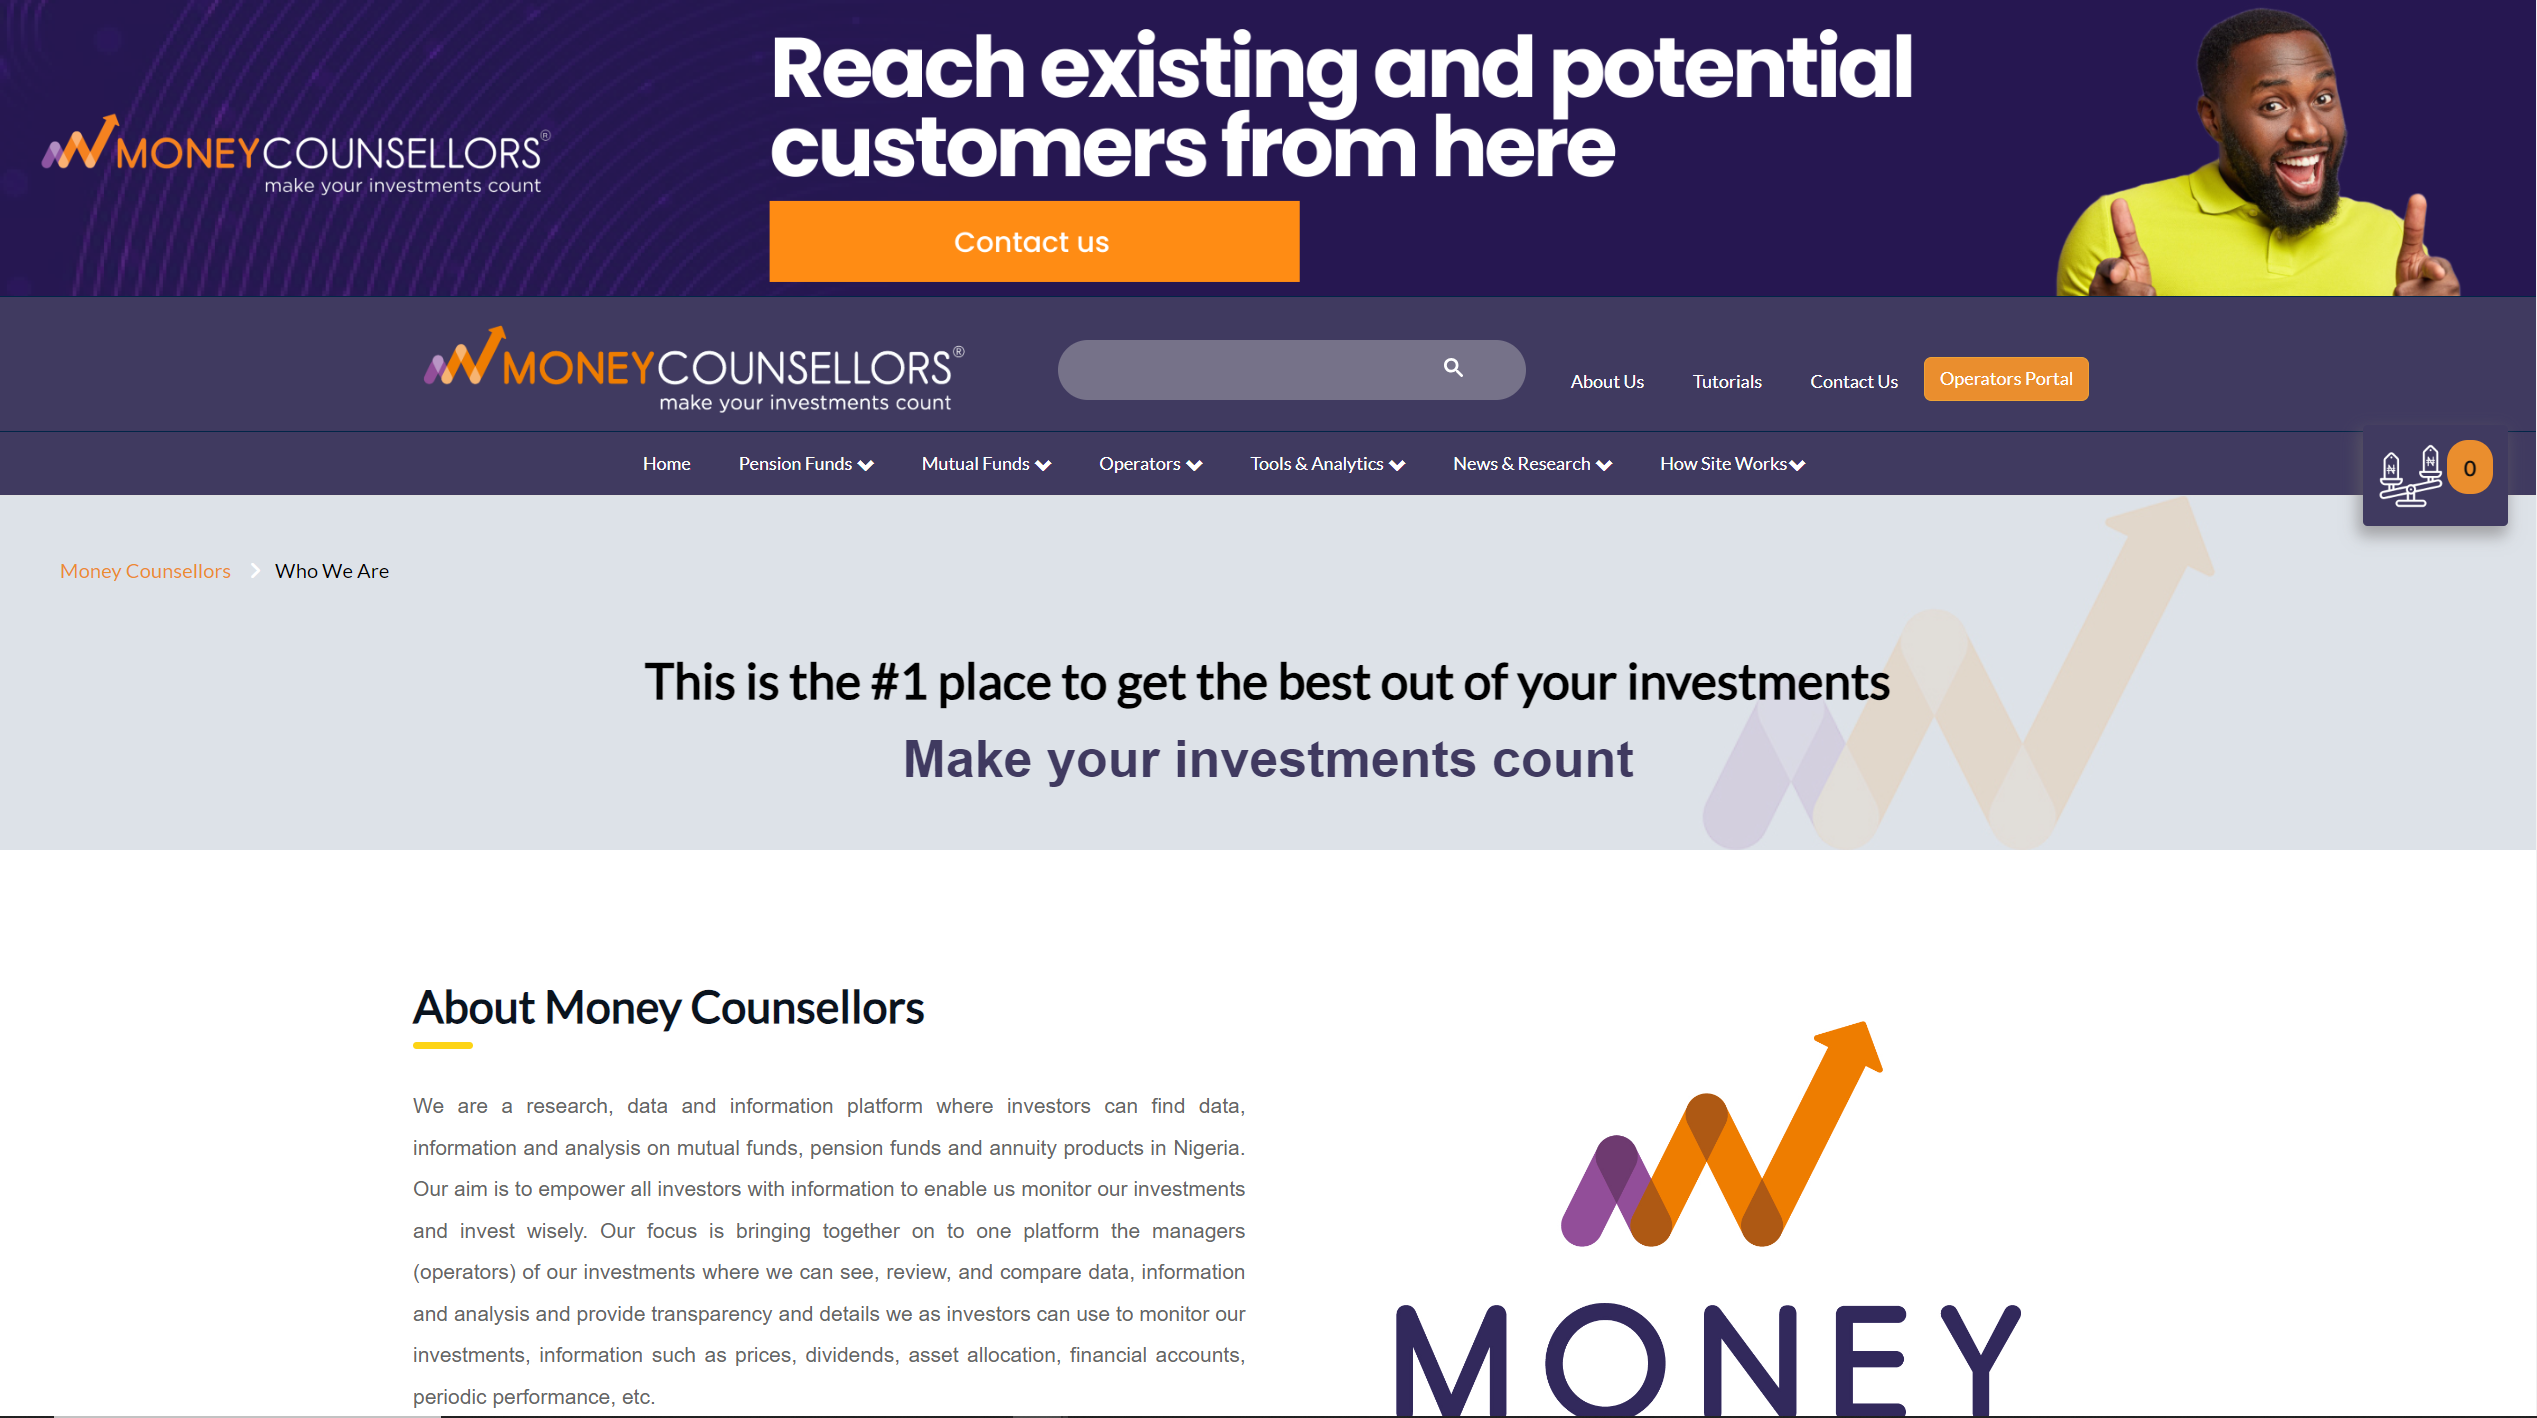 MONEYCOUNSELLORS®
make your investments count
Reach existing and potential
customers from here
Contact us
MONEYCOUNSELLORS®
make your investments count
About Us
Tutorials
Contact Us
Operators Portal
Home
Pension Funds
Mutual Funds
Operators
Tools & Analytics
News & Research
How Site Works
₦ ₦
0
Money Counsellors
Who We Are
This is the #1 place to get the best out of your investments
Make your investments count
About Money Counsellors
We are a research, data and information platform where investors can find data,
information and analysis on mutual funds, pension funds and annuity products in Nigeria.
Our aim is to empower all investors with information to enable us monitor our investments
and invest wisely. Our focus is bringing together on to one platform the managers
(operators) of our investments where we can see, review, and compare data, information
and analysis and provide transparency and details we as investors can use to monitor our
investments, information such as prices, dividends, asset allocation, financial accounts,
periodic performance, etc.
MONEY